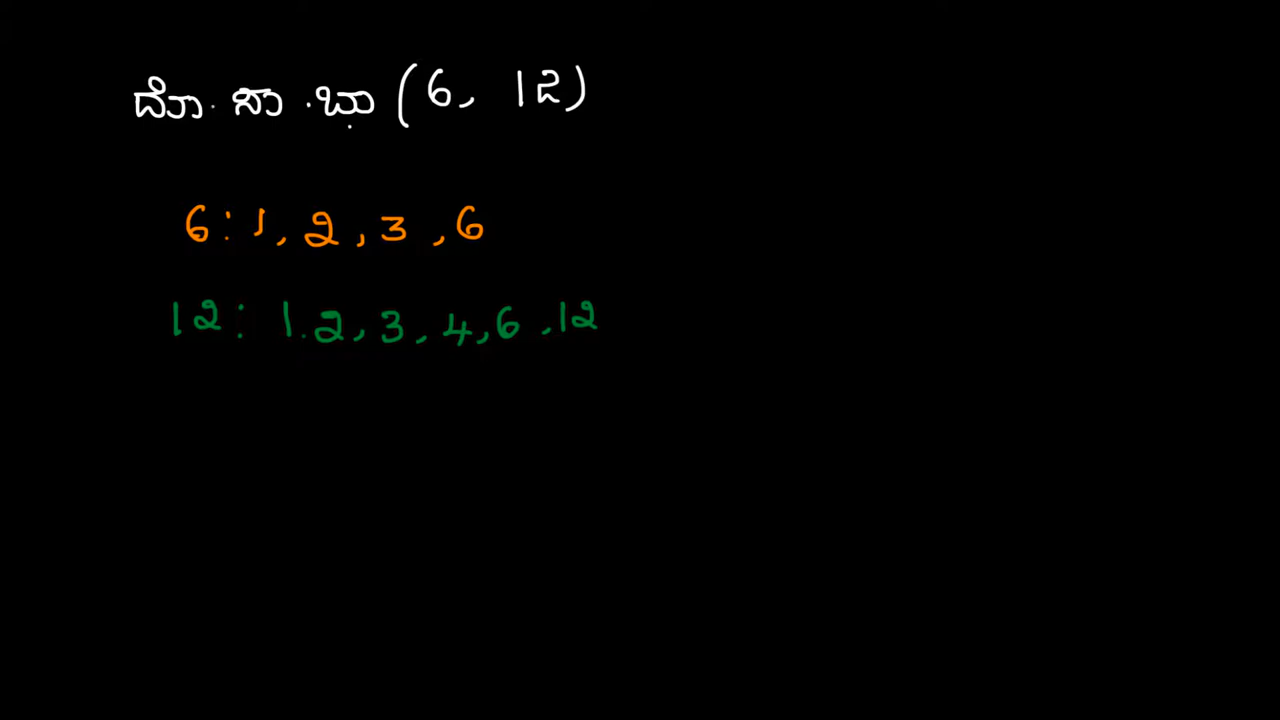 ದೊ. ಸಾ .ಭಾ (6, 12)
6: 1, 2, 3, 6
12: 1.2, 3, 4, 6, 12